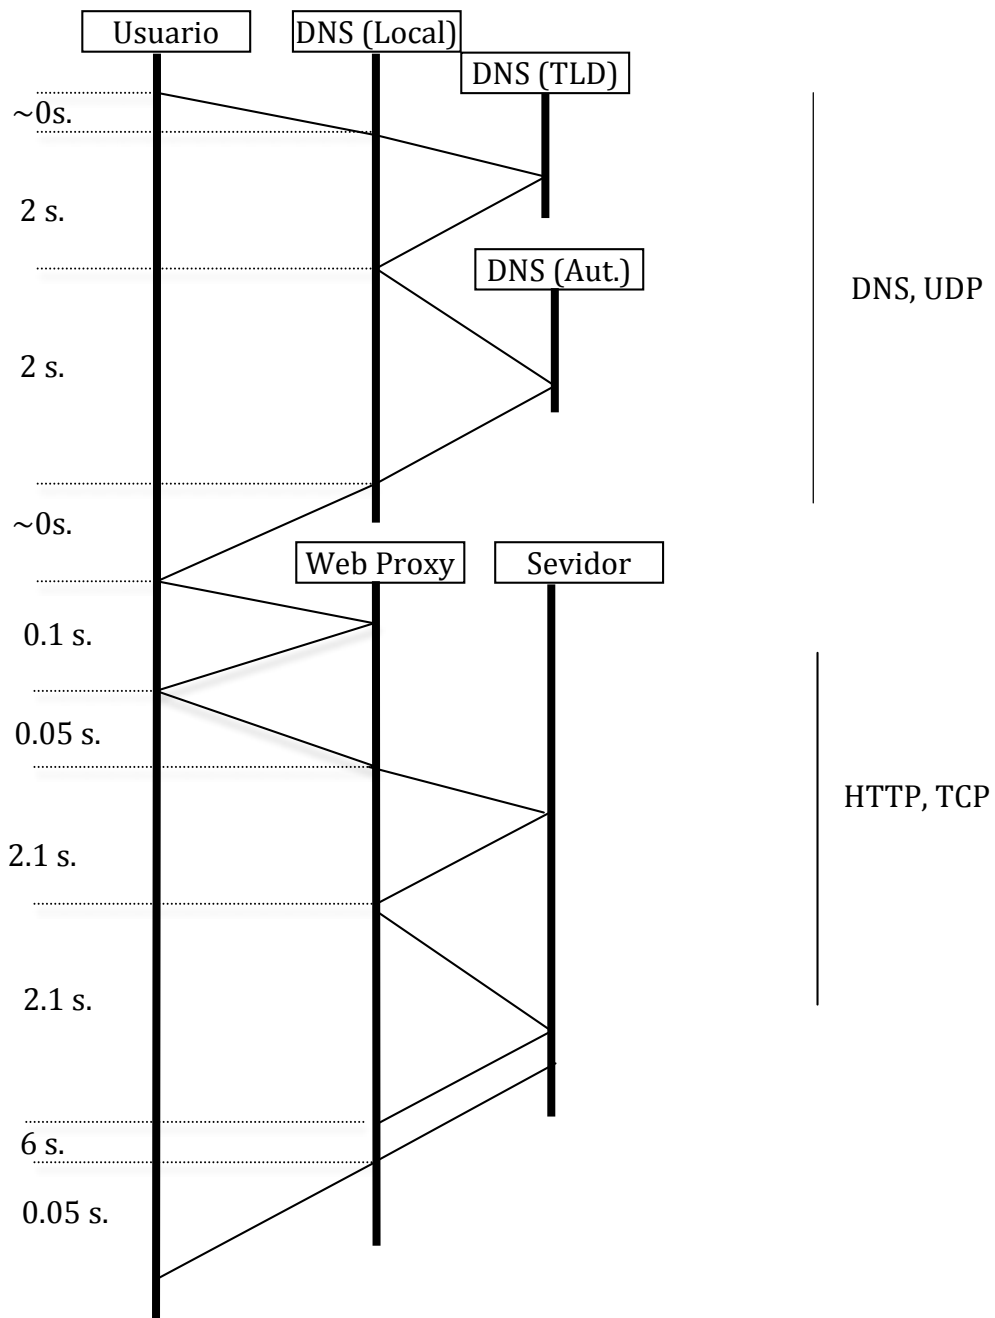 Usuario
DNS (Local)
DNS (TLD)
~0s.
2 s.
DNS (Aut.)
DNS, UDP
2 s.
~0s.
Web Proxy
Sevidor
0.1 s.
0.05 s.
HTTP, TCP
2.1 s.
2.1 s.
6 s.
0.05 s.